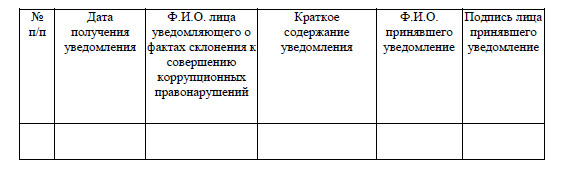 №
п/п
Дата
получения
уведомления
Ф.И.О. лица
уведомляющего о
фактах склонения к
совершению
коррупционных
правонарушений
Краткое
содержание
уведомления
Ф.И.О.
принявшего
уведомление
Подпись лица
принявшего
уведомление